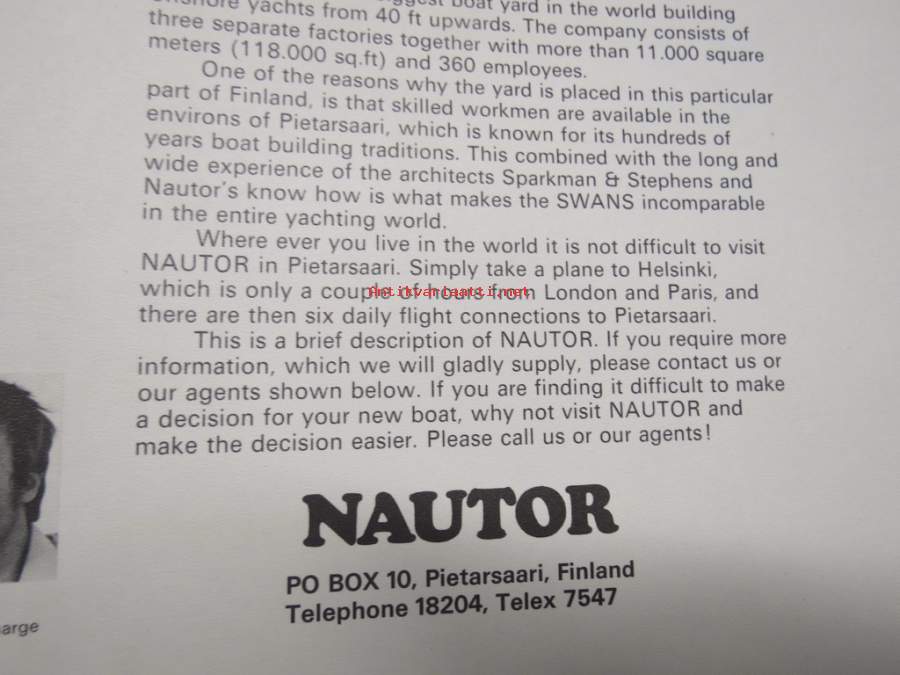 boat yard in the world building
yachts from 40 ft upwards. The company consists of
three separate factories together with more than 11.000 square
meters (118.000 sq.ft) and 360 employees.
One of the reasons why the yard is placed in this particular
part of Finland, is that skilled workmen are available in the
environs of Pietarsaari, which is known for its hundreds of
years boat building traditions. This combined with the long and
wide experience of the architects Sparkman & Stephens and
Nautor's know how is what makes the SWANS incomparable
in the entire yachting world.
Where ever you live in the world it is not difficult to visit
NAUTOR in Pietarsaari. Simply take a plane to Helsinki,
which is only a couple of hours from London and Paris, and
there are then six daily flight connections to Pietarsaari.
This is a brief description of NAUTOR. If you require more
information, which we will gladly supply, please contact us or
our agents shown below. If you are finding it difficult to make
a decision for your new boat, why not visit NAUTOR and
make the decision easier. Please call us or our agents!
NAUTOR
PO BOX 10, Pietarsaari, Finland
Telephone 18204, Telex 7547
arge
Antikvariaatti.net